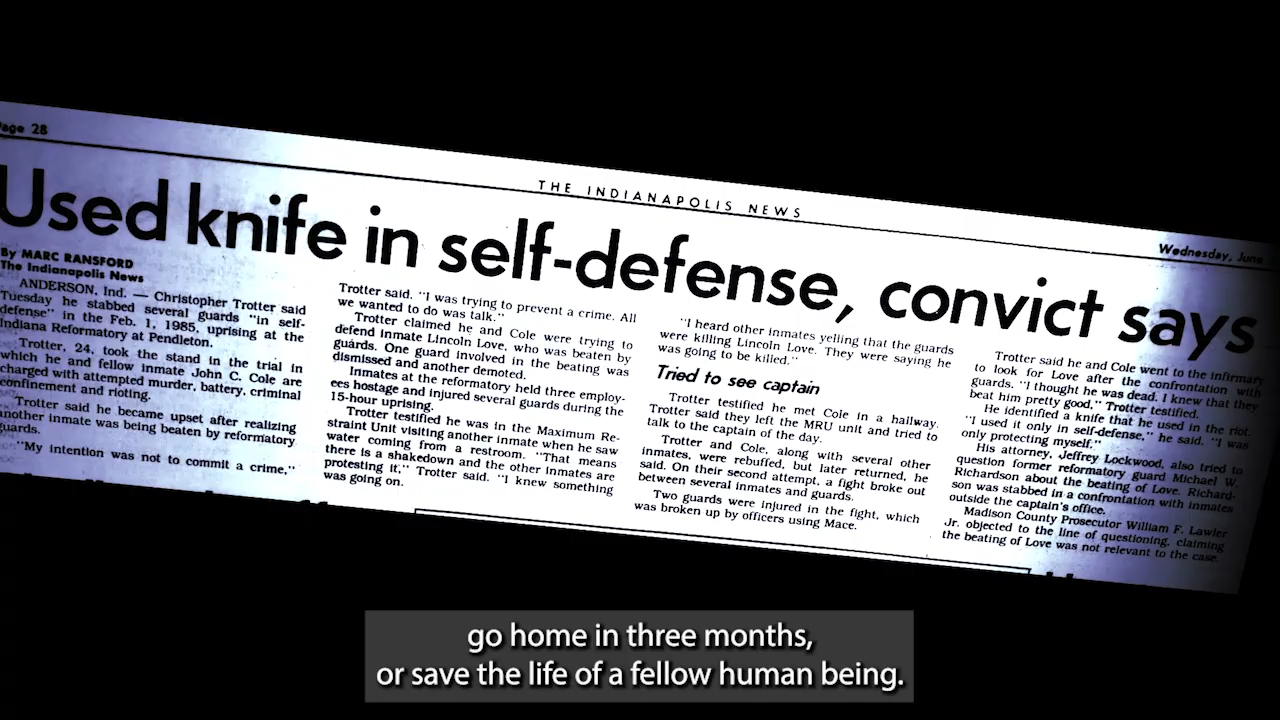 Page 28
THE INDIANAPOLIS NEWS
Wednesday, June
Used knife in self-defense, convict says
By MARC RANSFORD
The Indianapolis News
ANDERSON, Ind. — Christopher Trotter said
Tuesday he stabbed several guards "in self-
defense" in the Feb. 1, 1985, uprising at the
Indiana Reformatory at Pendleton.
Trotter, 24, took the stand in the trial in
which he and fellow inmate John C. Cole are
charged with attempted murder, battery, criminal
confinement and rioting.
Trotter said he became upset after realizing
another inmate was being beaten by reformatory
guards.
"My intention was not to commit a crime,"
Trotter said. "I was trying to prevent a crime. All
we wanted to do was talk."
Trotter claimed he and Cole were trying to
defend inmate Lincoln Love, who was beaten by
guards. One guard involved in the beating was
dismissed and another demoted.
Inmates at the reformatory held three employ-
ees hostage and injured several guards during the
15-hour uprising.
Trotter testified he was in the Maximum Re-
straint Unit visiting another inmate when he saw
water coming from a restroom. "That means
there is a shakedown and the other inmates are
protesting it," Trotter said. "I knew something
was going on.
"I heard other inmates yelling that the guards
were killing Lincoln Love. They were saying he
was going to be killed."
Tried to see captain
Trotter testified he met Cole in a hallway.
Trotter said they left the MRU unit and tried to
talk to the captain of the day.
Trotter and Cole, along with several other
inmates, were rebuffed, but later returned, he
said. On their second attempt, a fight broke out
between several inmates and guards.
Two guards were injured in the fight, which
was broken up by officers using Mace.
Trotter said he and Cole went to the infirmary
to look for Love after the confrontation with
guards. "I thought he was dead. I knew that they
beat him pretty good," Trotter testified.
He identified a knife that he used in the riot.
"I used it only in self-defense," he said. "I was
only protecting myself."
His attorney, Jeffrey Lockwood, also tried to
question former reformatory guard Michael W.
Richardson about the beating of Love. Richard-
son was stabbed in a confrontation with inmates
outside the captain's office.
Madison County Prosecutor William F. Lawler
Jr. objected to the line of questioning, claiming
the beating of Love was not relevant to the case.
go home in three months,
or save the life of a fellow human being.